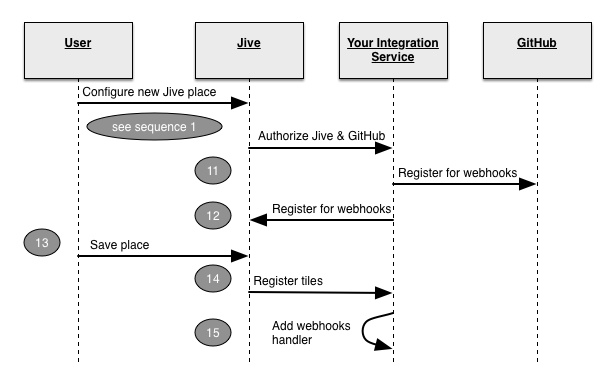 User
Jive
Your Integration
Service
GitHub
Configure new Jive place
see sequence 1
Authorize Jive & GitHub
11
Register for webhooks
12
Register for webhooks
13
Save place
14
Register tiles
15
Add webhooks
handler